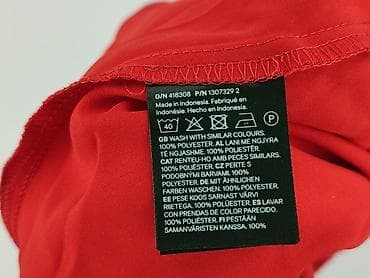 O/N 418308 P/N 1307329 2
Made in Indonesia. Fabriqué en
Indonésie. Hecho en Indonesia.
40
GB WASH WITH SIMILAR COLOURS.
100% POLYESTER. AL LANI ME NGJYRA
TË NGJASHME. 100% POLIESTER.
CAT RENTEU-HO AMB PECES SIMILARS.
100% POLIÈSTER. CZ PERTE S
PODOBNÝMI BARVAMI. 100%
POLYESTER. DE MIT ÄHNLICHEN
FARBEN WASCHEN. 100% POLYESTER.
EE PESE KOOS SARNAST VÄRVI
RIIETEGA. 100% POLÜESTER. ES LAVAR
CON PRENDAS DE COLOR PARECIDO.
100% POLIÉSTER. FI PESTÄÄN
SAMANVÄRISTEN KANSSA. 100%